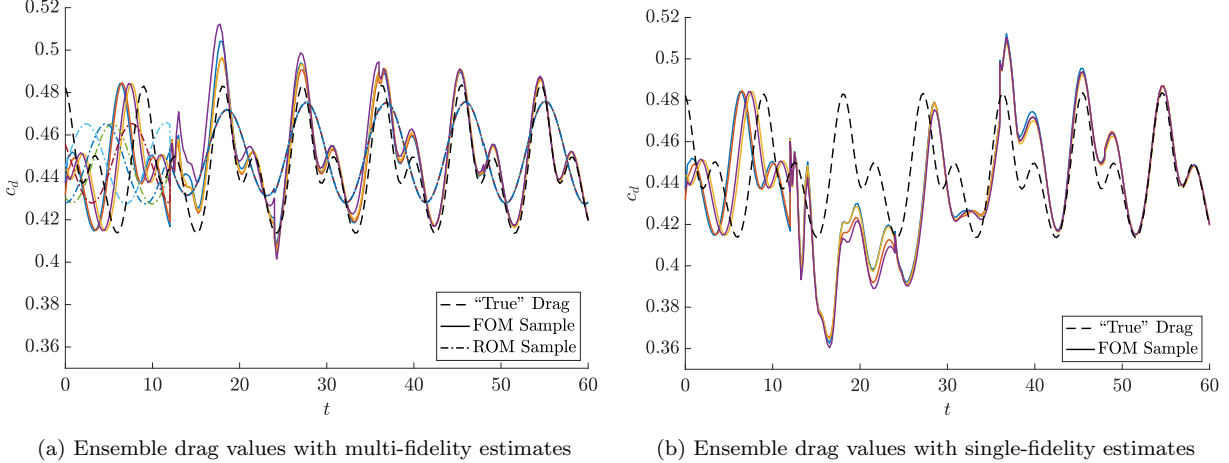 0.52
0.5
0.48
0.46
0.44
0.42
0.4
0.38
0.36
c_d
0
10
20
30
40
50
60
t
"True" Drag
FOM Sample
ROM Sample
(a) Ensemble drag values with multi-fidelity estimates
0.52
0.5
0.48
0.46
0.44
0.42
0.4
0.38
0.36
c_d
0
10
20
30
40
50
60
t
"True" Drag
FOM Sample
(b) Ensemble drag values with single-fidelity estimates